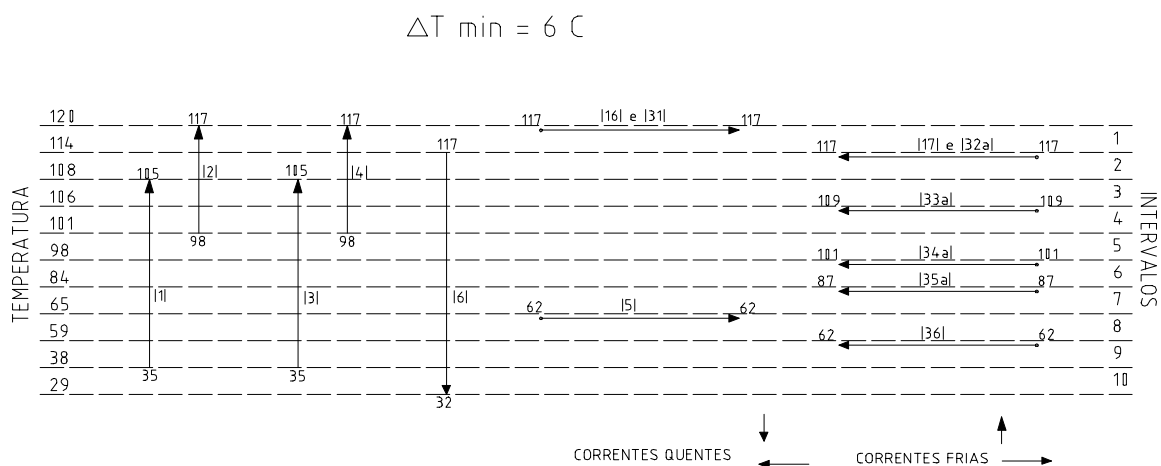 △T min = 6 C
120 117 117 117 |16| e |31| 117
1
114 117 117 |17| e |32a| 117
2
108 105 |2| 105 |4|
3
106 109 |33a| 109
4
101 98 98
5
98 101 |34a| 101
6
84 87 |35a| 87
|1| |3| |6| 7
65 62 |5| 62
8
59 62 |36| 62
9
38 35 35
10
29 32
TEMPERATURA
INTERVALOS
CORRENTES QUENTES CORRENTES FRIAS